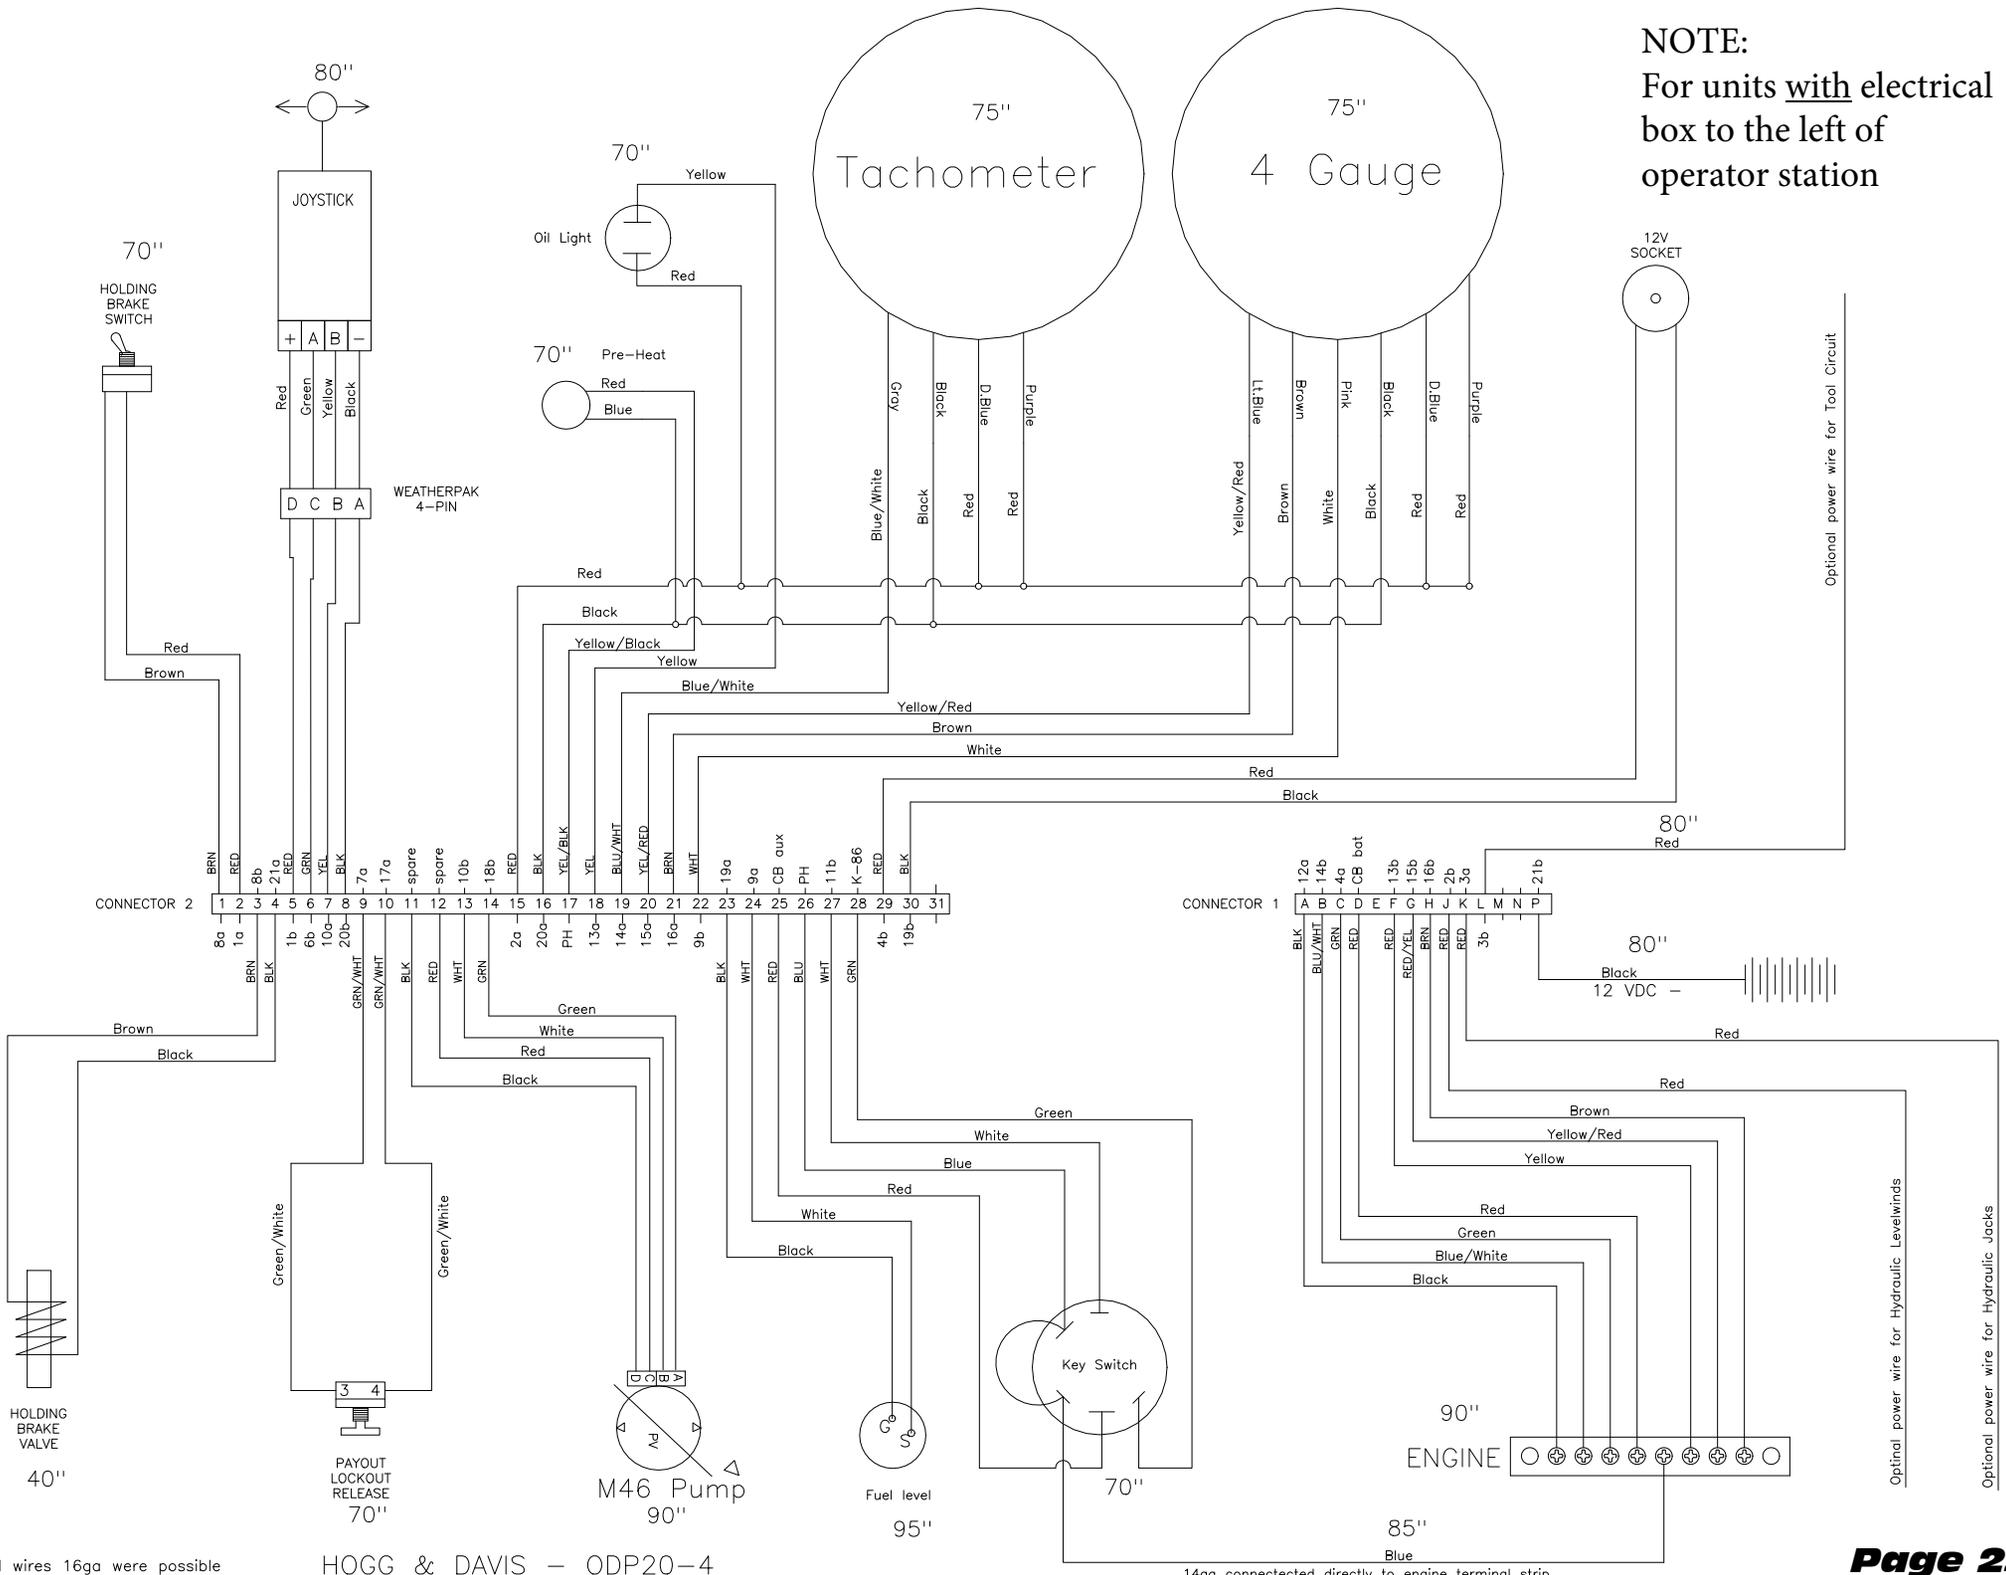 NOTE:
For units with electrical
box to the left of
operator station
80"
JOYSTICK
+ A B −
Red
Green
Yellow
Black
D C B A
WEATHERPAK
4-PIN
70"
HOLDING
BRAKE
SWITCH
Red
Brown
70"
Yellow
Oil Light
Red
70"
Pre-Heat
Red
Blue
75"
Tachometer
Gray
Black
D.Blue
Purple
Blue/White
Black
Red
Red
75"
4 Gauge
Lt.Blue
Brown
Pink
Black
D.Blue
Purple
Yellow/Red
Brown
White
Black
Red
Red
12V
SOCKET
Optional power wire for Tool Circuit
Red
Black
Yellow/Black
Yellow
Blue/White
Yellow/Red
Brown
White
Red
Black
80"
Red
BRN RED 8b 21a RED GRN YEL BLK 7a 17a spare spare 10b 18b RED BLK YEL/BLK YEL BLU/WHT YEL/RED BRN WHT 19a 9a CB aux PH 11b K-86 RED BLK
CONNECTOR 2
1 2 3 4 5 6 7 8 9 10 11 12 13 14 15 16 17 18 19 20 21 22 23 24 25 26 27 28 29 30 31
8a 1a BRN BLK 1b 6b 10a 20b GRN/WHT GRN/WHT BLK RED WHT GRN 2a 20a PH 13a 14a 15a 16a 9b BLK WHT RED BLU WHT GRN 4b 19b
12a 14b 4a CB bat 13b 15b 16b 2b 3a 21b
CONNECTOR 1
A B C D E F G H J K L M N P
BLK BLU/WHT GRN RED RED RED/YEL BRN RED RED 3b
80"
Black
12 VDC −
Brown
Black
Green
White
Red
Black
Green
White
Blue
Red
White
Black
Red
Red
Brown
Yellow/Red
Yellow
Red
Green
Blue/White
Black
Green/White
Green/White
3 4
HOLDING
BRAKE
VALVE
40"
PAYOUT
LOCKOUT
RELEASE
70"
D C B A
PV
M46 Pump
90"
G
S
Fuel level
95"
Key Switch
70"
90"
ENGINE
85"
Blue
Optinal power wire for Hydraulic Levelwinds
Optional power wire for Hydraulic Jacks
wires 16ga were possible
HOGG & DAVIS − ODP20-4
14ga connectected directly to engine terminal strip
Page 2